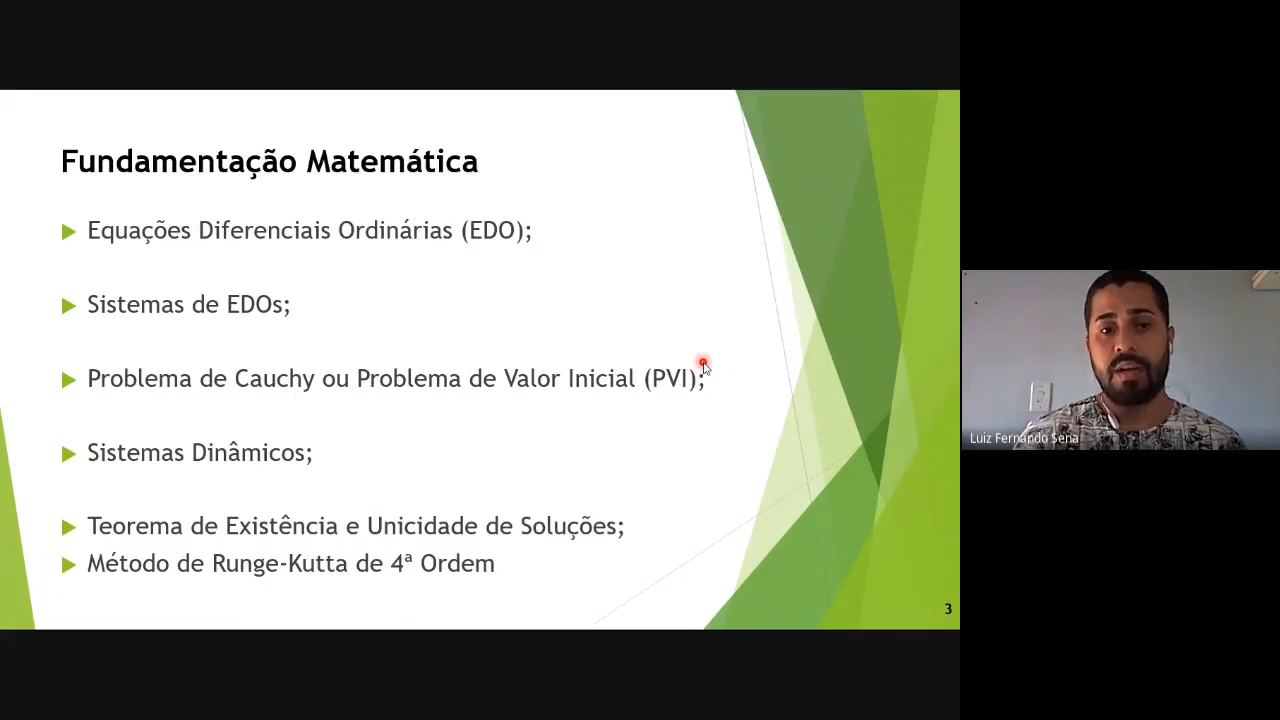 Fundamentação Matemática
Equações Diferenciais Ordinárias (EDO);
Sistemas de EDOs;
Problema de Cauchy ou Problema de Valor Inicial (PVI);
Sistemas Dinâmicos;
Teorema de Existência e Unicidade de Soluções;
Método de Runge-Kutta de 4ª Ordem
3
Luiz Fernando Sena